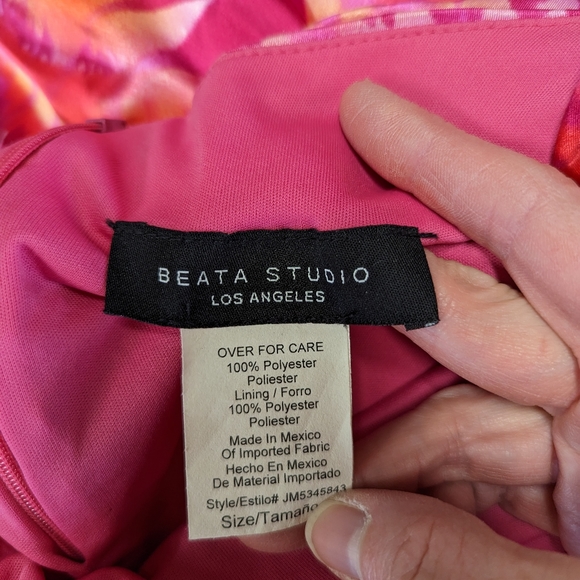 BEATA STUDIO
LOS ANGELES
OVER FOR CARE
100% Polyester
Poliester
Lining / Forro
100% Polyester
Poliester
Made In Mexico
Of Imported Fabric
Hecho En Mexico
De Material Importado
Style/Estilo# JM5345843
Size/Tamaño